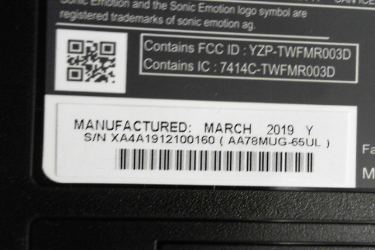 Sonic Emotion and the Sonic Emotion logo symbol are
registered trademarks of sonic emotion ag.
Contains FCC ID : YZP-TWFMR003D
Contains IC : 7414C-TWFMR003D
MANUFACTURED: MARCH 2019 Y
S/N XA4A1912100160 ( AA78MUG-65UL )